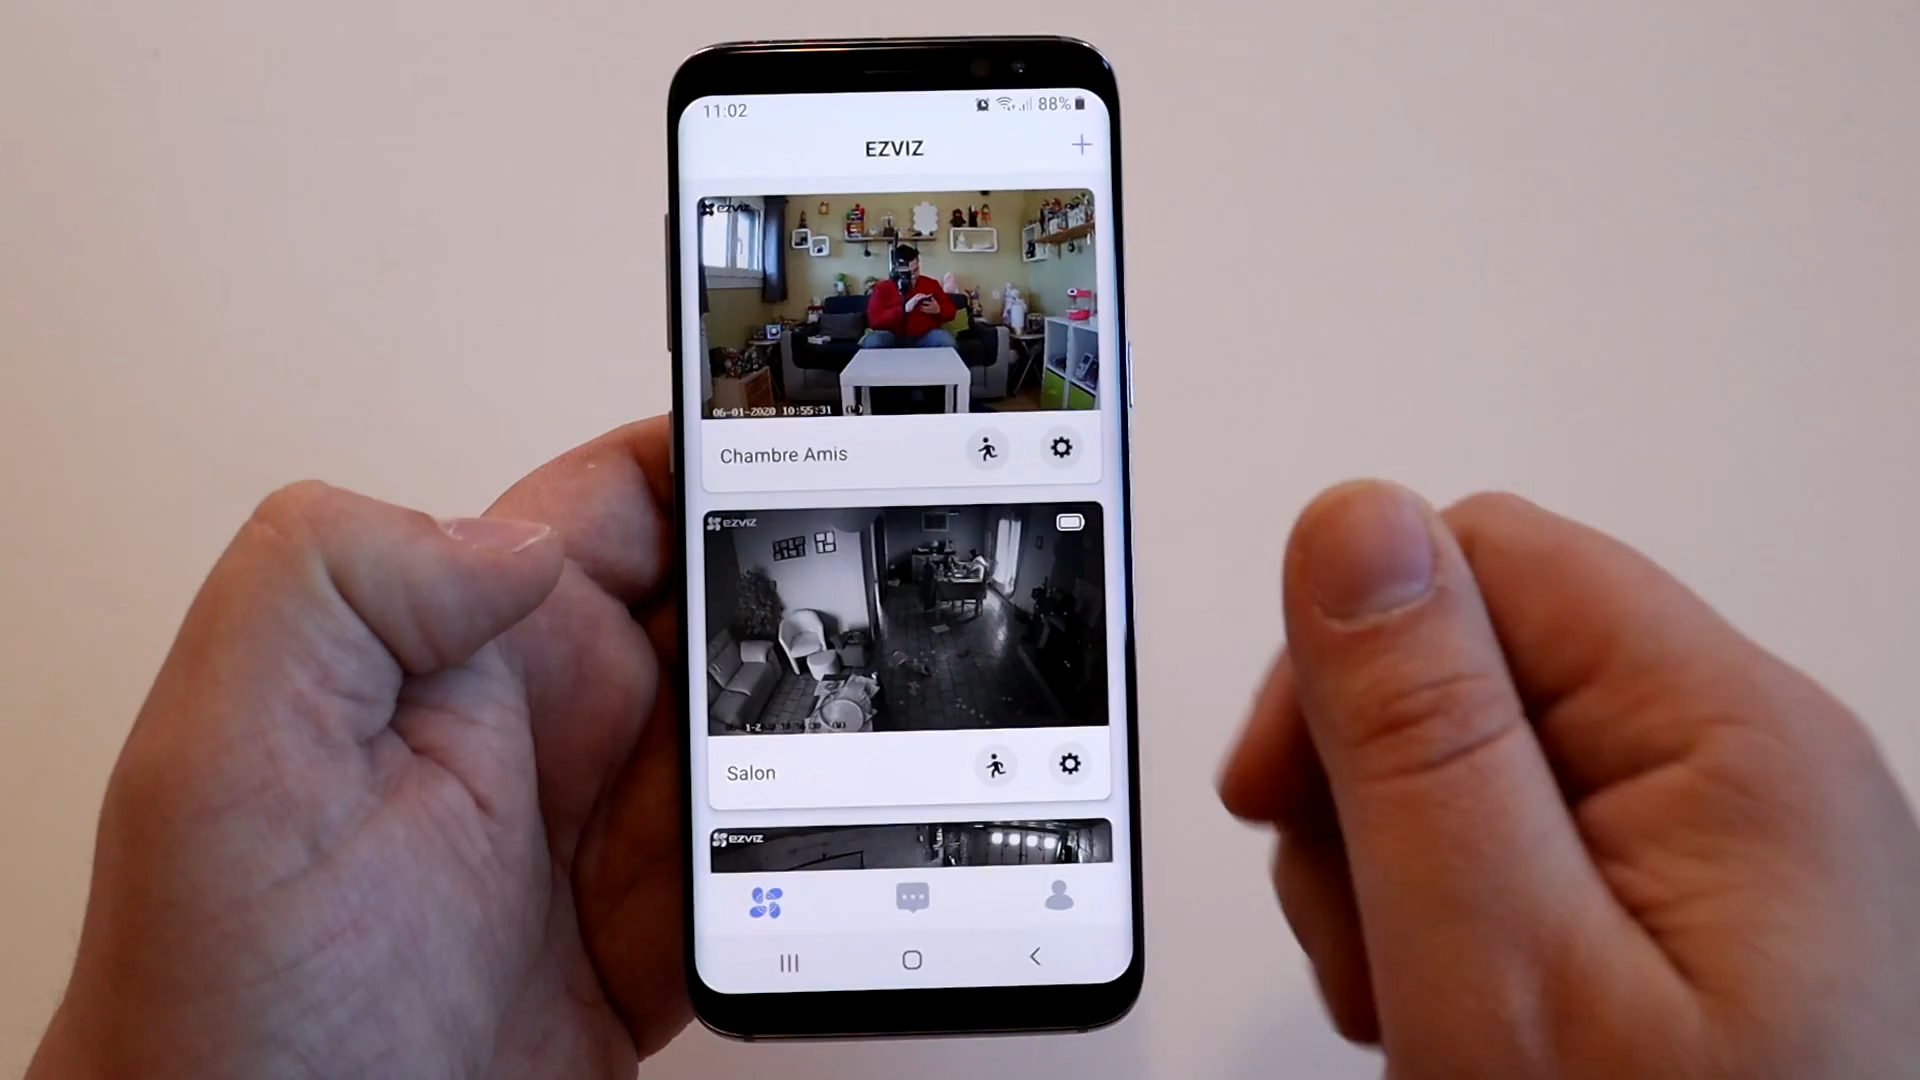 11:02
88%
EZVIZ
ezviz
06-01-2020 10:55:31 (W)
Chambre Amis
ezviz
Salon
ezviz